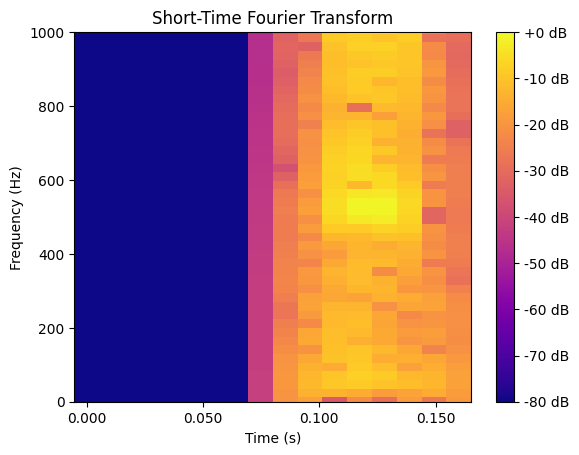 Short-Time Fourier Transform
1000
800
600
400
200
0
Frequency (Hz)
0.000
0.050
0.100
0.150
Time (s)
+0 dB
-10 dB
-20 dB
-30 dB
-40 dB
-50 dB
-60 dB
-70 dB
-80 dB